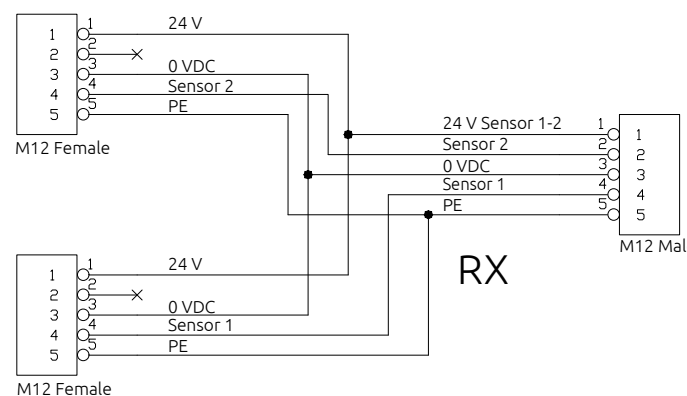 1 1 24 V
2 2
3 3 0 VDC
4 4 Sensor 2
5 5 PE
M12 Female
24 V Sensor 1-2 1 1
Sensor 2 2 2
0 VDC 3 3
Sensor 1 4 4
PE 5 5
M12 Mal
RX
1 1 24 V
2 2
3 3 0 VDC
4 4 Sensor 1
5 5 PE
M12 Female